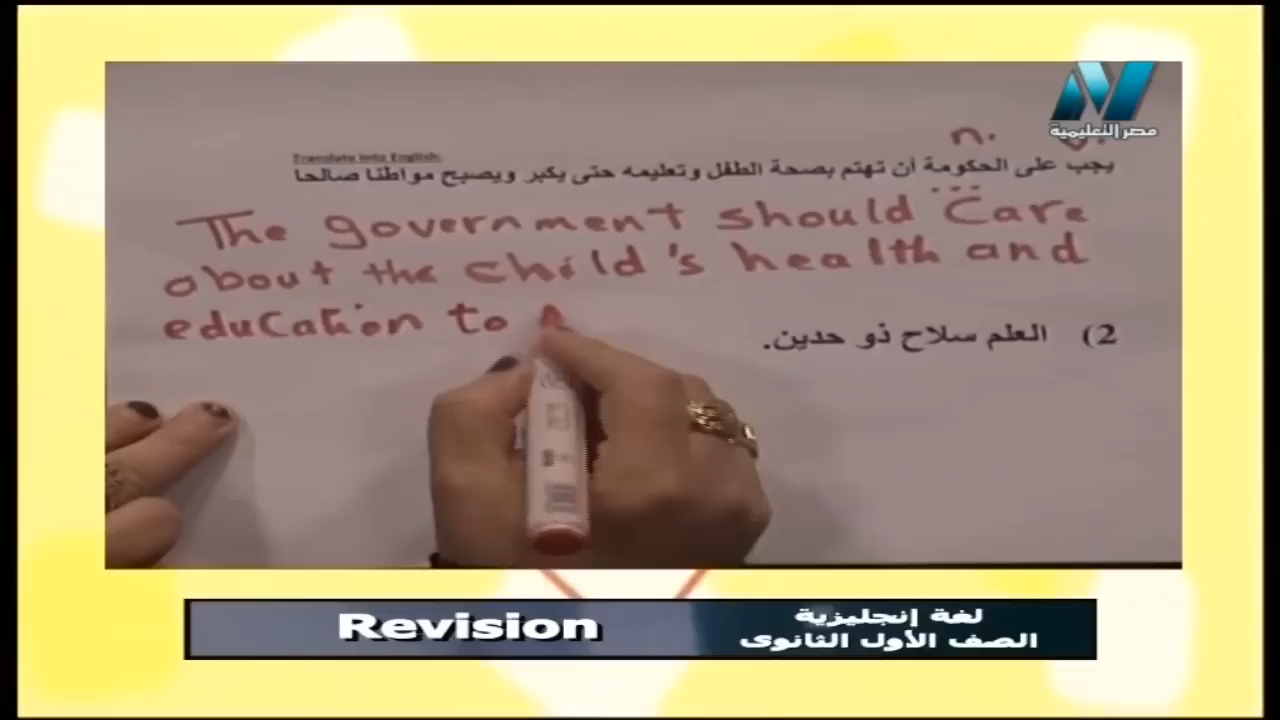 مصر التعليمية
n.
Translate into English:
يجب على الحكومة أن تهتم بصحة الطفل وتعليمه حتى يكبر ويصبح مواطنا صالحا
The government should Care
about the child's health and
education to
2) العلم سلاح ذو حدين.
Revision
لغة إنجليزية
الصف الأول الثانوى